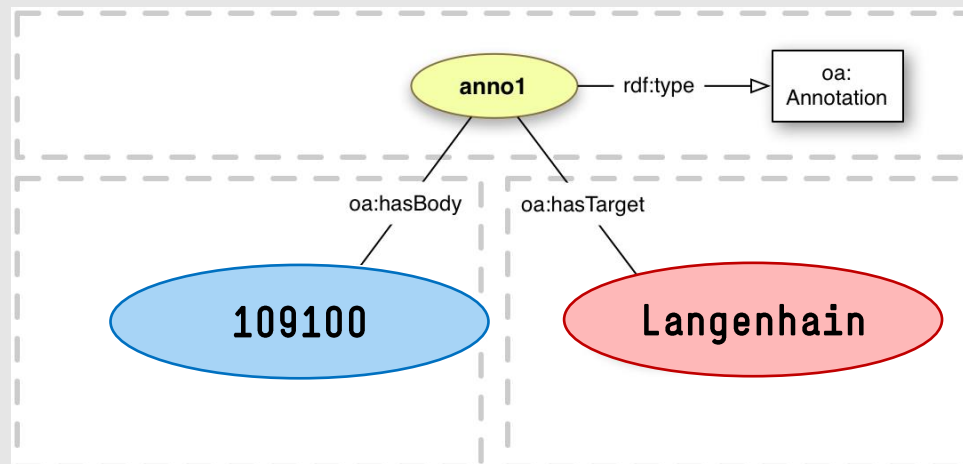 anno1
rdf:type
oa:
Annotation
oa:hasBody
oa:hasTarget
109100
Langenhain